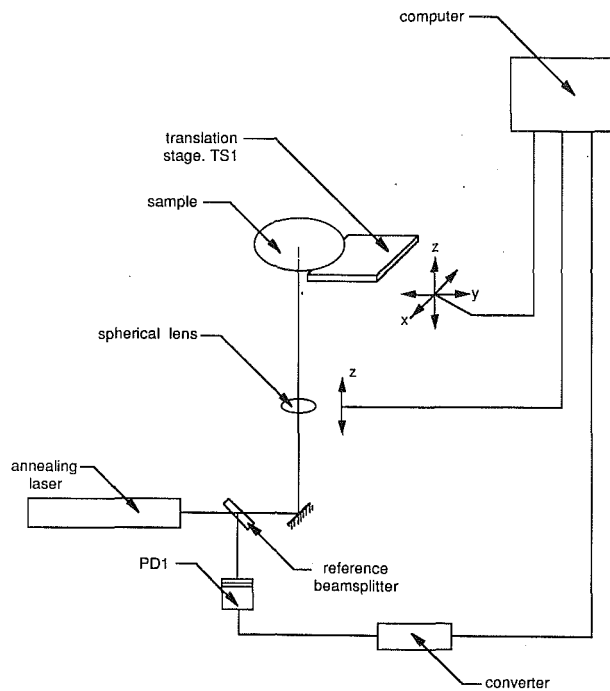 computer
translation
stage. TS1
sample
z
y
x
spherical lens
z
annealing
laser
PD1
reference
beamsplitter
converter